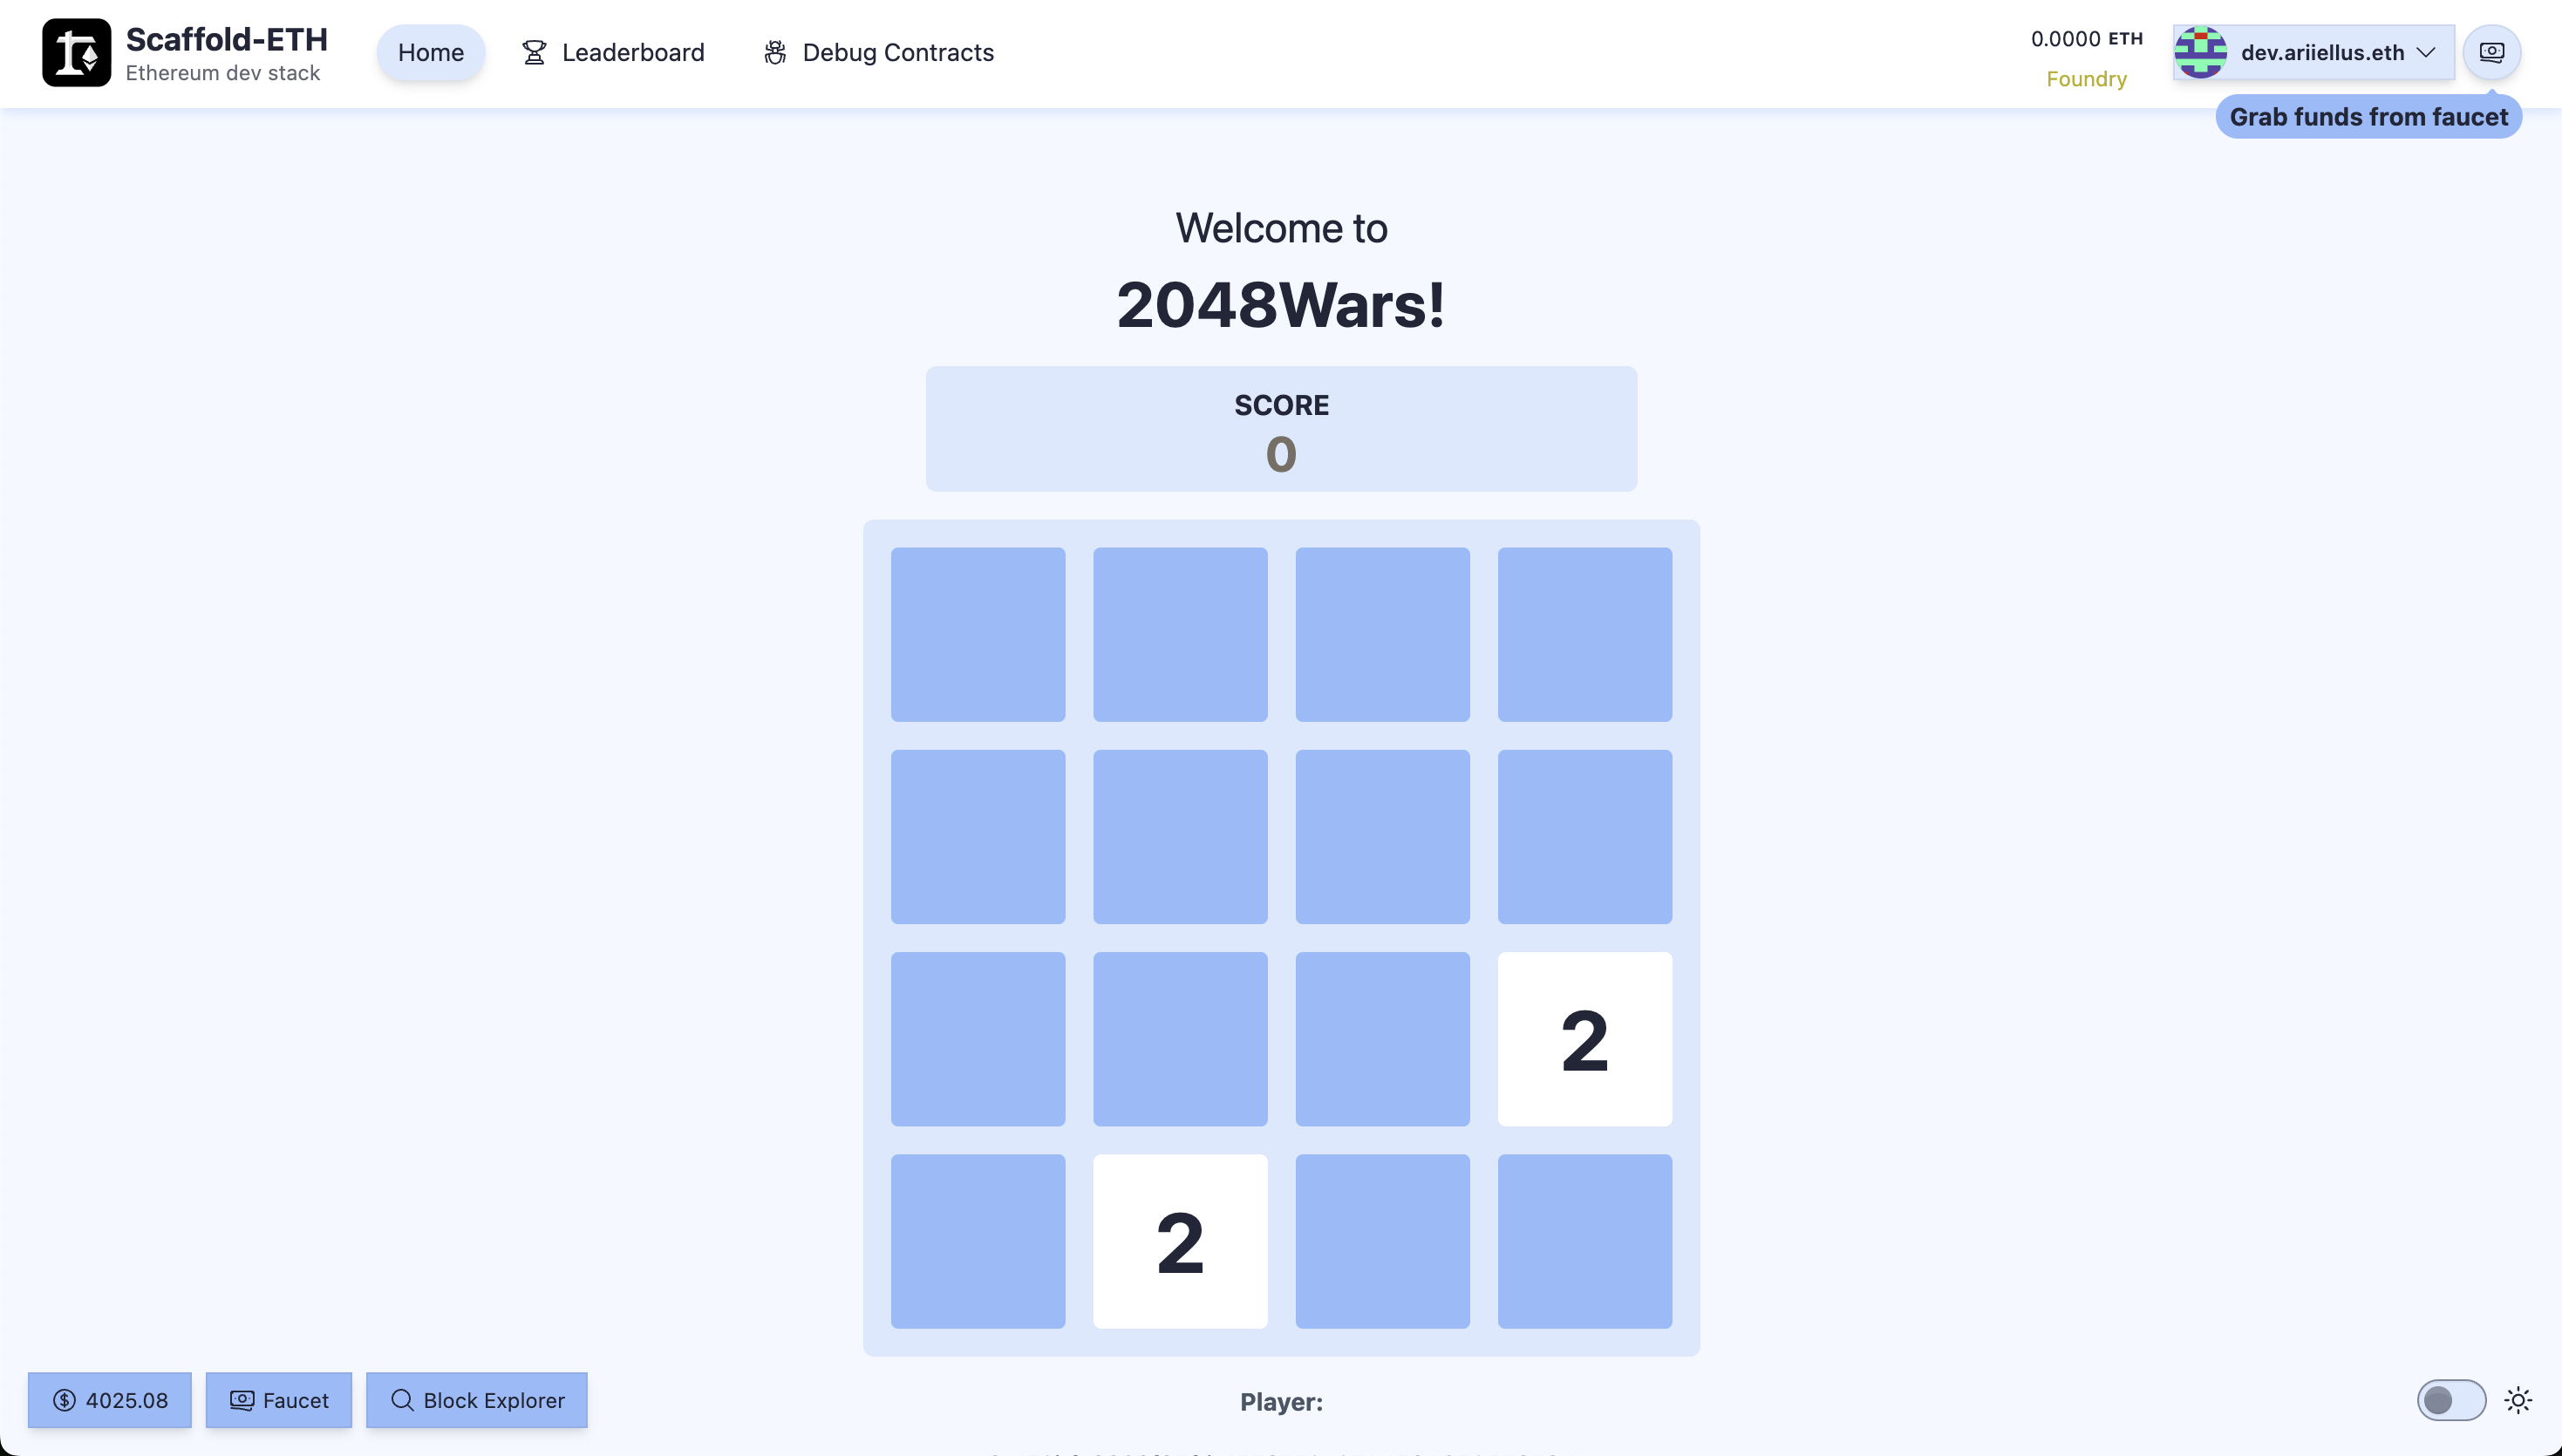 Scaffold-ETH
Ethereum dev stack
Home
Leaderboard
Debug Contracts
0.0000 ETH
Foundry
dev.ariiellus.eth
Grab funds from faucet
Welcome to
2048Wars!
SCORE
0
2
2
4025.08
Faucet
Block Explorer
Player: